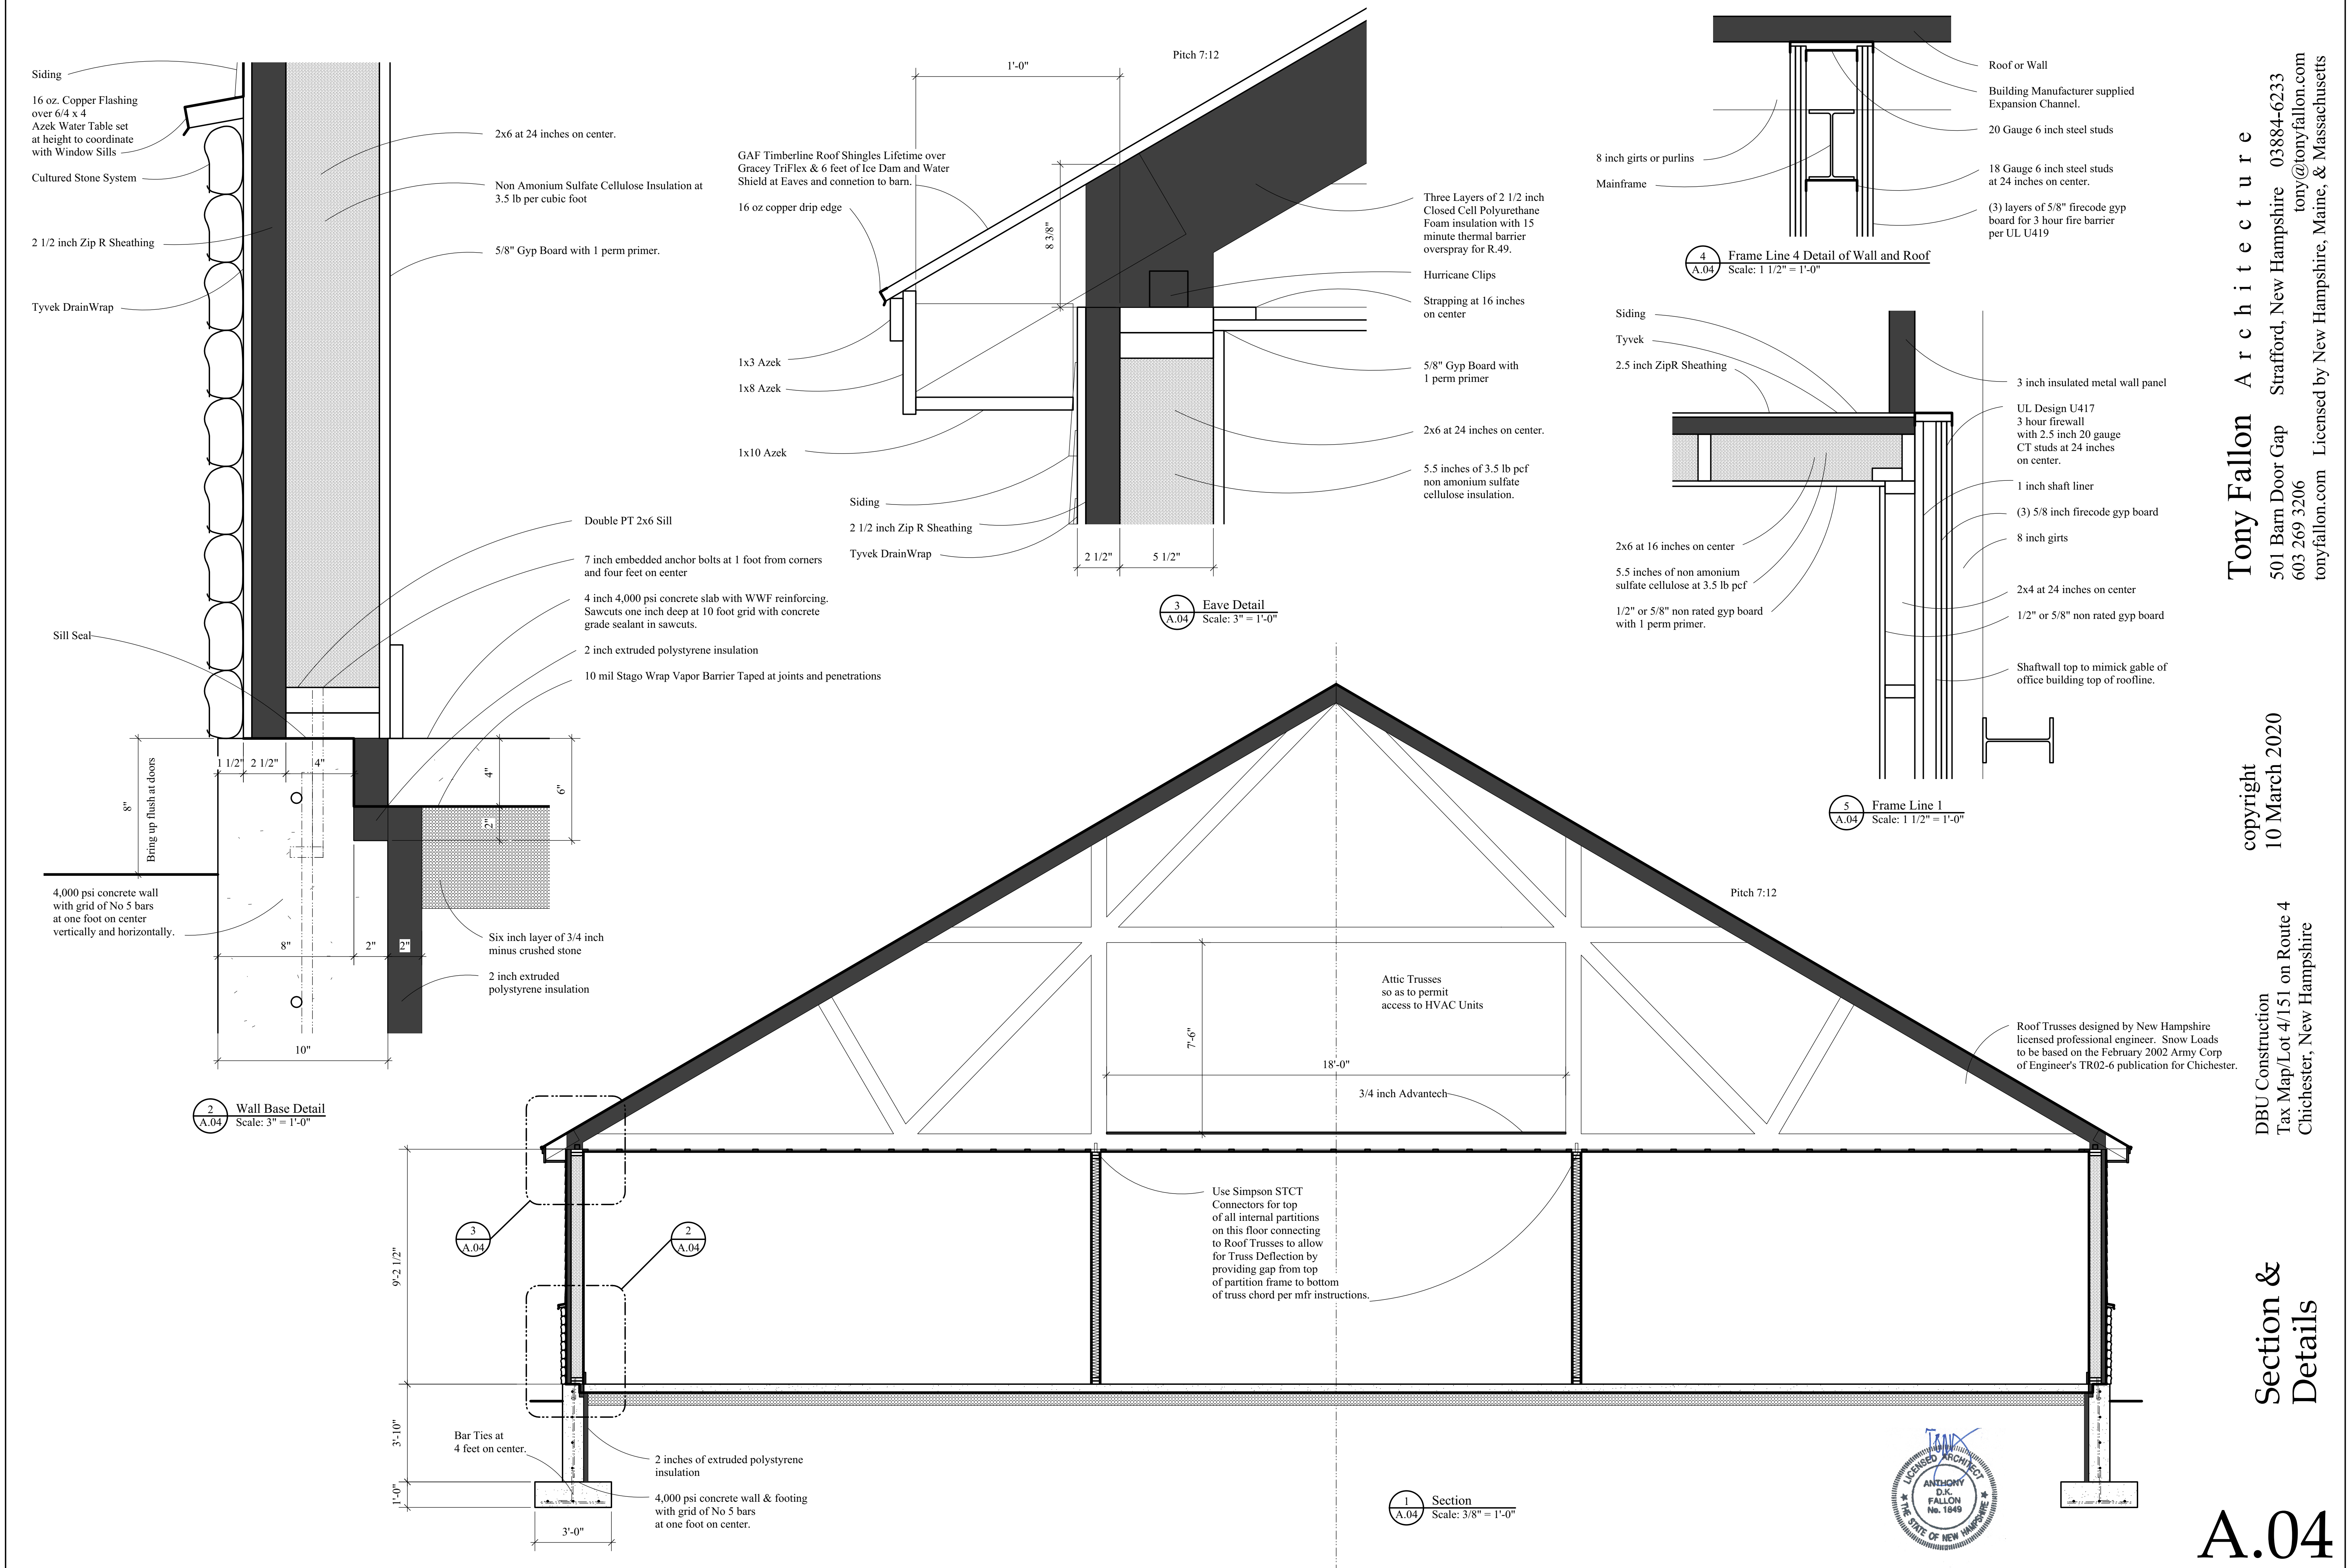 Siding
16 oz. Copper Flashing
over 6/4 x 4
Azek Water Table set
at height to coordinate
with Window Sills
Cultured Stone System
2 1/2 inch Zip R Sheathing
Tyvek DrainWrap
Sill Seal
2x6 at 24 inches on center.
Non Amonium Sulfate Cellulose Insulation at
3.5 lb per cubic foot
5/8" Gyp Board with 1 perm primer.
Double PT 2x6 Sill
7 inch embedded anchor bolts at 1 foot from corners
and four feet on center
4 inch 4,000 psi concrete slab with WWF reinforcing.
Sawcuts one inch deep at 10 foot grid with concrete
grade sealant in sawcuts.
2 inch extruded polystyrene insulation
10 mil Stago Wrap Vapor Barrier Taped at joints and penetrations
1 1/2"
2 1/2"
4"
8"
Bring up flush at doors
4"
2"
6"
4,000 psi concrete wall
with grid of No 5 bars
at one foot on center
vertically and horizontally.
8"
2"
2"
10"
Six inch layer of 3/4 inch
minus crushed stone
2 inch extruded
polystyrene insulation
2
A.04
Wall Base Detail
Scale: 3" = 1'-0"
1'-0"
Pitch 7:12
GAF Timberline Roof Shingles Lifetime over
Gracey TriFlex & 6 feet of Ice Dam and Water
Shield at Eaves and connetion to barn.
16 oz copper drip edge
8 3/8"
1x3 Azek
1x8 Azek
1x10 Azek
Siding
2 1/2 inch Zip R Sheathing
Tyvek DrainWrap
2 1/2"
5 1/2"
Three Layers of 2 1/2 inch
Closed Cell Polyurethane
Foam insulation with 15
minute thermal barrier
overspray for R.49.
Hurricane Clips
Strapping at 16 inches
on center
5/8" Gyp Board with
1 perm primer
2x6 at 24 inches on center.
5.5 inches of 3.5 lb pcf
non amonium sulfate
cellulose insulation.
3
A.04
Eave Detail
Scale: 3" = 1'-0"
8 inch girts or purlins
Mainframe
Roof or Wall
Building Manufacturer supplied
Expansion Channel.
20 Gauge 6 inch steel studs
18 Gauge 6 inch steel studs
at 24 inches on center.
(3) layers of 5/8" firecode gyp
board for 3 hour fire barrier
per UL U419
4
A.04
Frame Line 4 Detail of Wall and Roof
Scale: 1 1/2" = 1'-0"
Siding
Tyvek
2.5 inch ZipR Sheathing
2x6 at 16 inches on center
5.5 inches of non amonium
sulfate cellulose at 3.5 lb pcf
1/2" or 5/8" non rated gyp board
with 1 perm primer.
3 inch insulated metal wall panel
UL Design U417
3 hour firewall
with 2.5 inch 20 gauge
CT studs at 24 inches
on center.
1 inch shaft liner
(3) 5/8 inch firecode gyp board
8 inch girts
2x4 at 24 inches on center
1/2" or 5/8" non rated gyp board
Shaftwall top to mimick gable of
office building top of roofline.
5
A.04
Frame Line 1
Scale: 1 1/2" = 1'-0"
Pitch 7:12
Attic Trusses
so as to permit
access to HVAC Units
7'-6"
18'-0"
3/4 inch Advantech
Roof Trusses designed by New Hampshire
licensed professional engineer. Snow Loads
to be based on the February 2002 Army Corp
of Engineer's TR02-6 publication for Chichester.
3
A.04
2
A.04
9'-2 1/2"
3'-10"
1'-0"
3'-0"
Use Simpson STCT
Connectors for top
of all internal partitions
on this floor connecting
to Roof Trusses to allow
for Truss Deflection by
providing gap from top
of partition frame to bottom
of truss chord per mfr instructions.
Bar Ties at
4 feet on center.
2 inches of extruded polystyrene
insulation
4,000 psi concrete wall & footing
with grid of No 5 bars
at one foot on center.
1
A.04
Section
Scale: 3/8" = 1'-0"
LICENSED ARCHITECT
ANTHONY
D.K.
FALLON
No. 1849
THE STATE OF NEW HAMPSHIRE
Tony Fallon Architecture
501 Barn Door Gap Strafford, New Hampshire 03884-6233
603 269 3206 tony@tonyfallon.com
tonyfallon.com Licensed by New Hampshire, Maine, & Massachusetts
copyright
10 March 2020
DBU Construction
Tax Map/Lot 4/151 on Route 4
Chichester, New Hampshire
Section &
Details
A.04